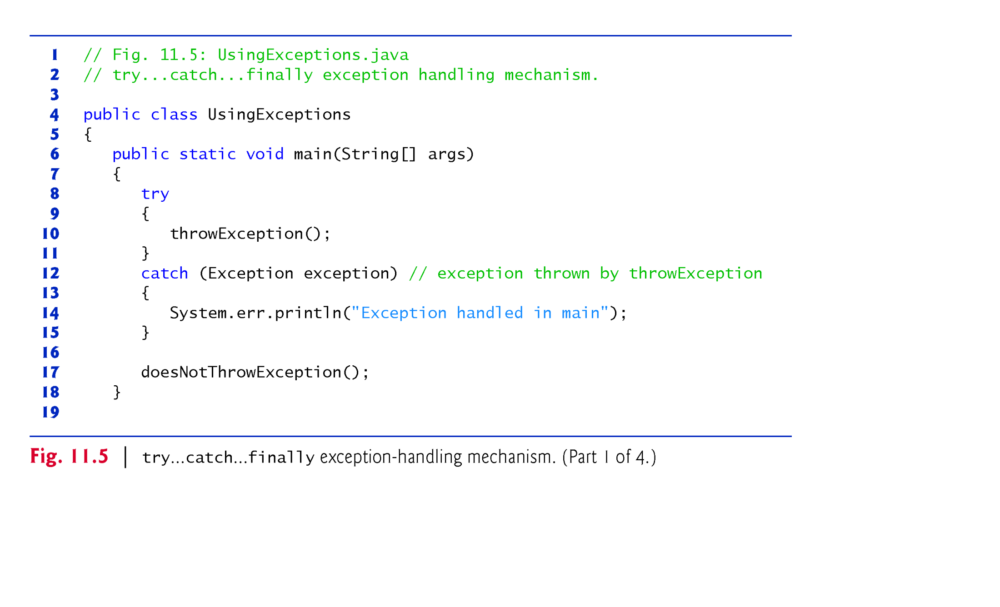 1 // Fig. 11.5: UsingExceptions.java
2 // try...catch...finally exception handling mechanism.
3
4 public class UsingExceptions
5 {
6    public static void main(String[] args)
7    {
8       try
9       {
10          throwException();
11       }
12       catch (Exception exception) // exception thrown by throwException
13       {
14          System.err.println("Exception handled in main");
15       }
16
17       doesNotThrowException();
18    }
19
Fig. 11.5 | try...catch...finally exception-handling mechanism. (Part 1 of 4.)